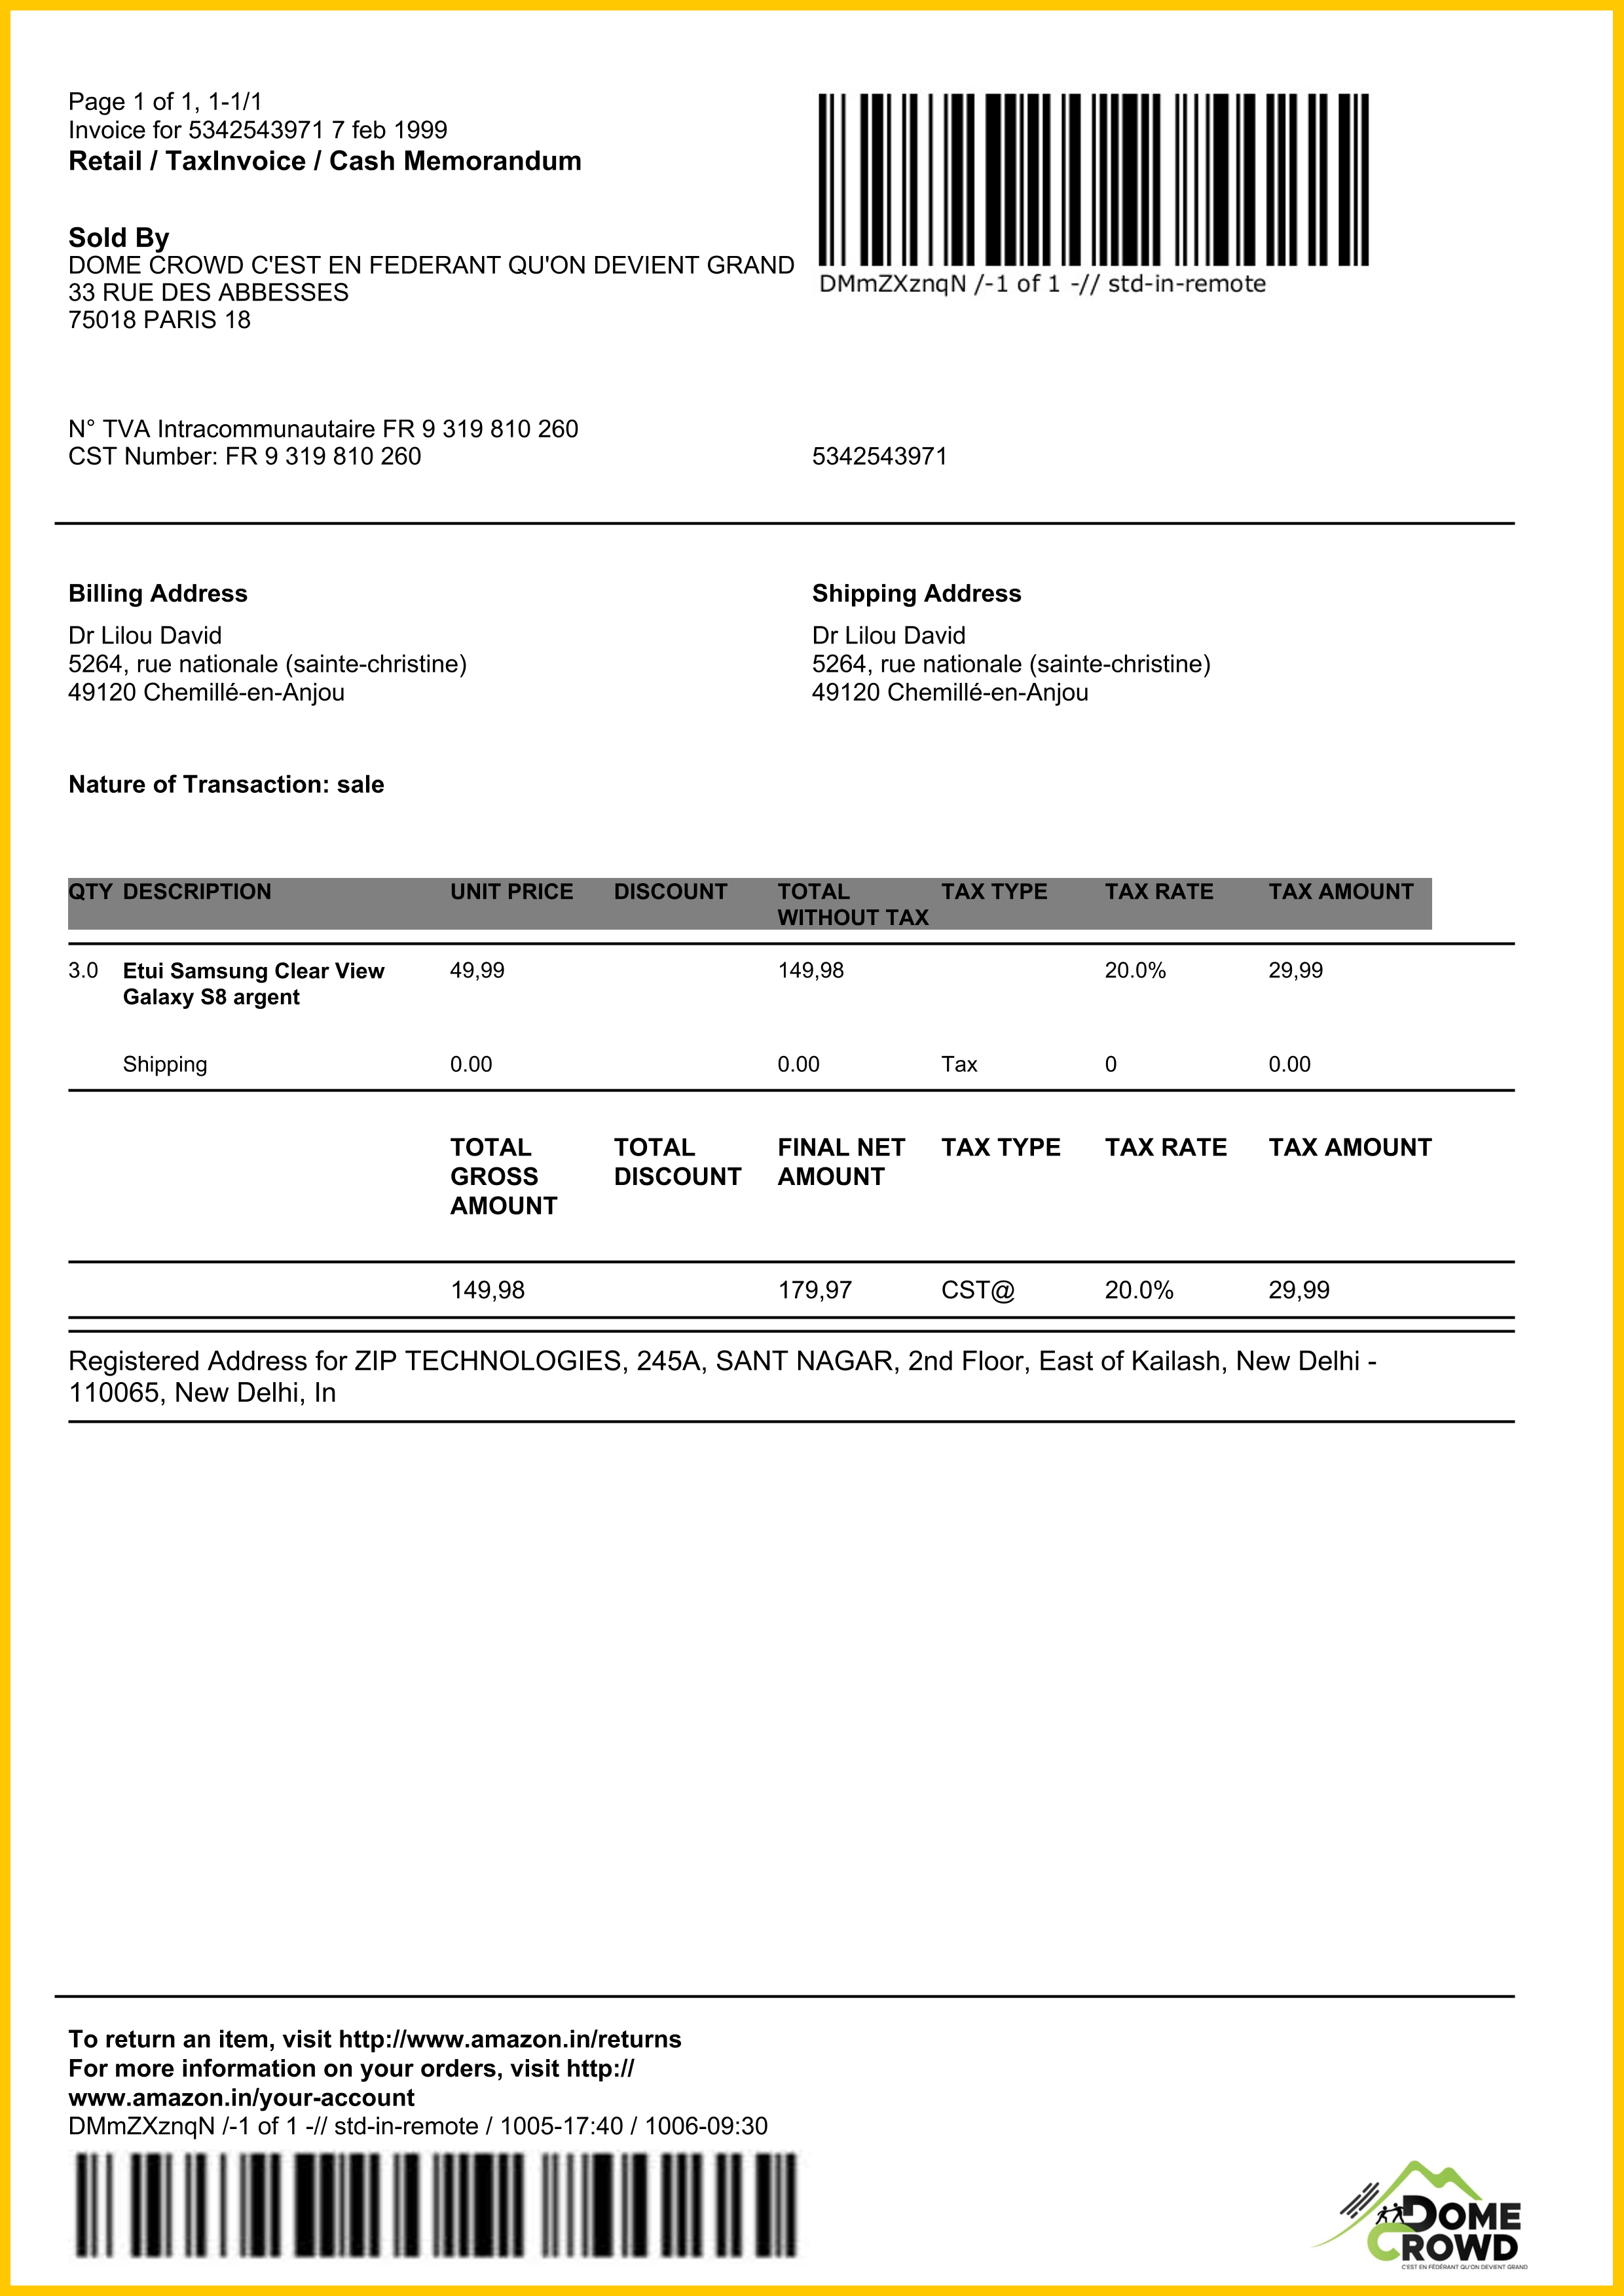 Page 1 of 1, 1-1/1
Invoice for 5342543971 7 feb 1999
Retail / TaxInvoice / Cash Memorandum
DMmZXznqN /-1 of 1 -// std-in-remote
Sold By
DOME CROWD C'EST EN FEDERANT QU'ON DEVIENT GRAND
33 RUE DES ABBESSES
75018 PARIS 18
N° TVA Intracommunautaire FR 9 319 810 260
CST Number: FR 9 319 810 260
5342543971
Billing Address
Dr Lilou David
5264, rue nationale (sainte-christine)
49120 Chemillé-en-Anjou
Shipping Address
Dr Lilou David
5264, rue nationale (sainte-christine)
49120 Chemillé-en-Anjou
Nature of Transaction: sale
QTY DESCRIPTION UNIT PRICE DISCOUNT TOTAL TAX TYPE TAX RATE TAX AMOUNT
WITHOUT TAX
3.0 Etui Samsung Clear View 49,99 149,98 20.0% 29,99
Galaxy S8 argent
Shipping 0.00 0.00 Tax 0 0.00
TOTAL TOTAL FINAL NET TAX TYPE TAX RATE TAX AMOUNT
GROSS DISCOUNT AMOUNT
AMOUNT
149,98 179,97 CST@ 20.0% 29,99
Registered Address for ZIP TECHNOLOGIES, 245A, SANT NAGAR, 2nd Floor, East of Kailash, New Delhi -
110065, New Delhi, In
To return an item, visit http://www.amazon.in/returns
For more information on your orders, visit http://
www.amazon.in/your-account
DMmZXznqN /-1 of 1 -// std-in-remote / 1005-17:40 / 1006-09:30
DOME
CROWD
C'EST EN FÉDÉRANT QU'ON DEVIENT GRAND